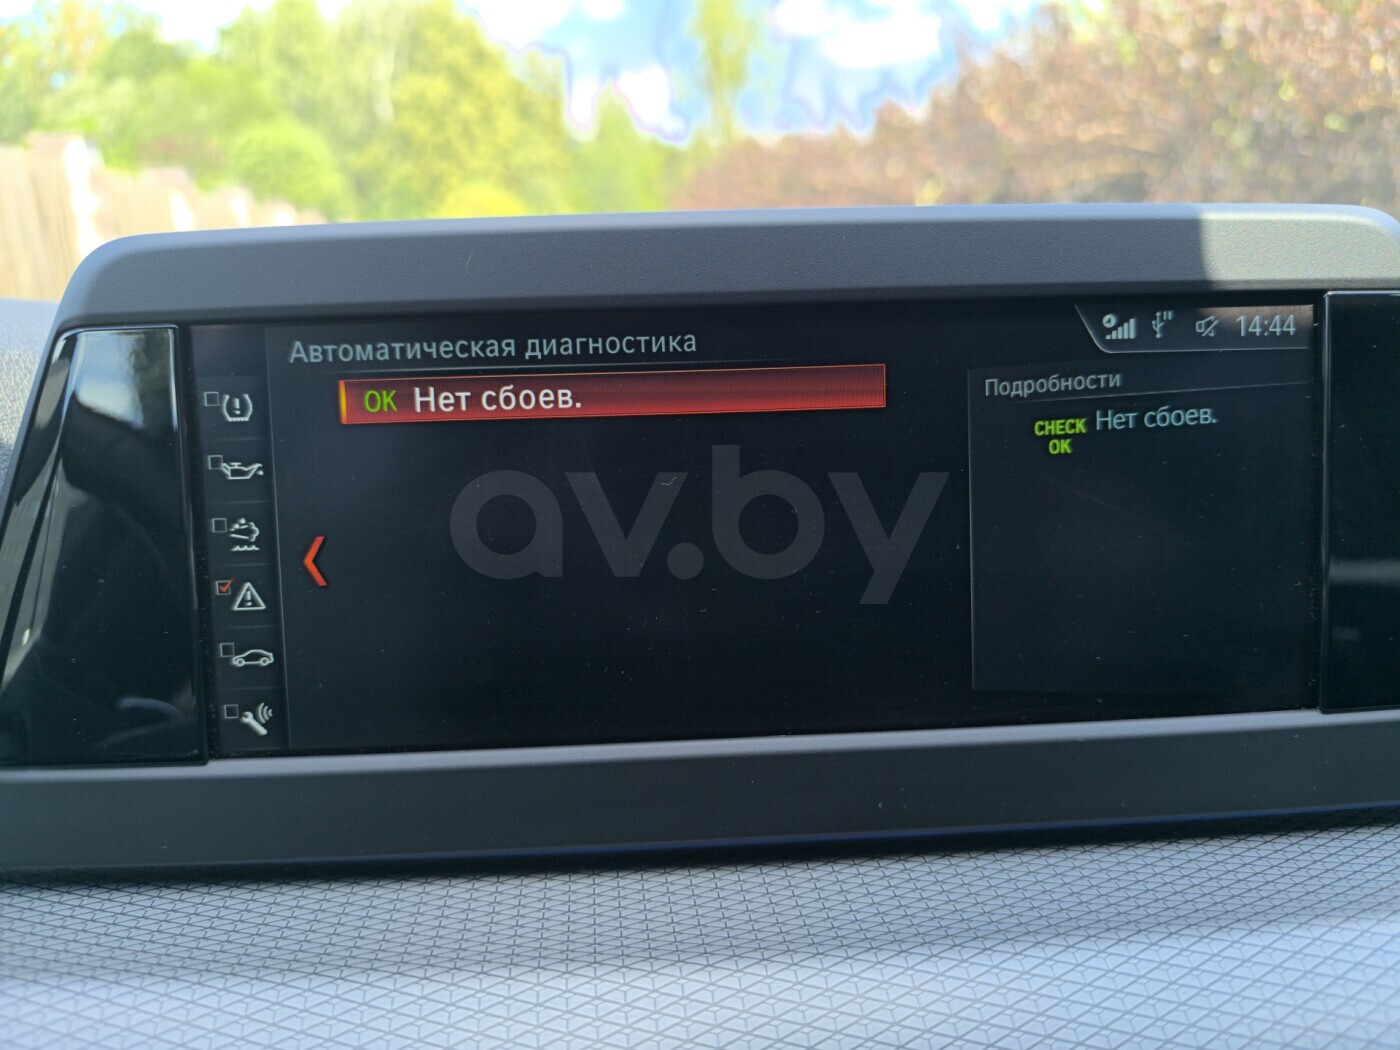 14:44
Автоматическая диагностика
OK Нет сбоев.
Подробности
CHECK OK Нет сбоев.
av.by